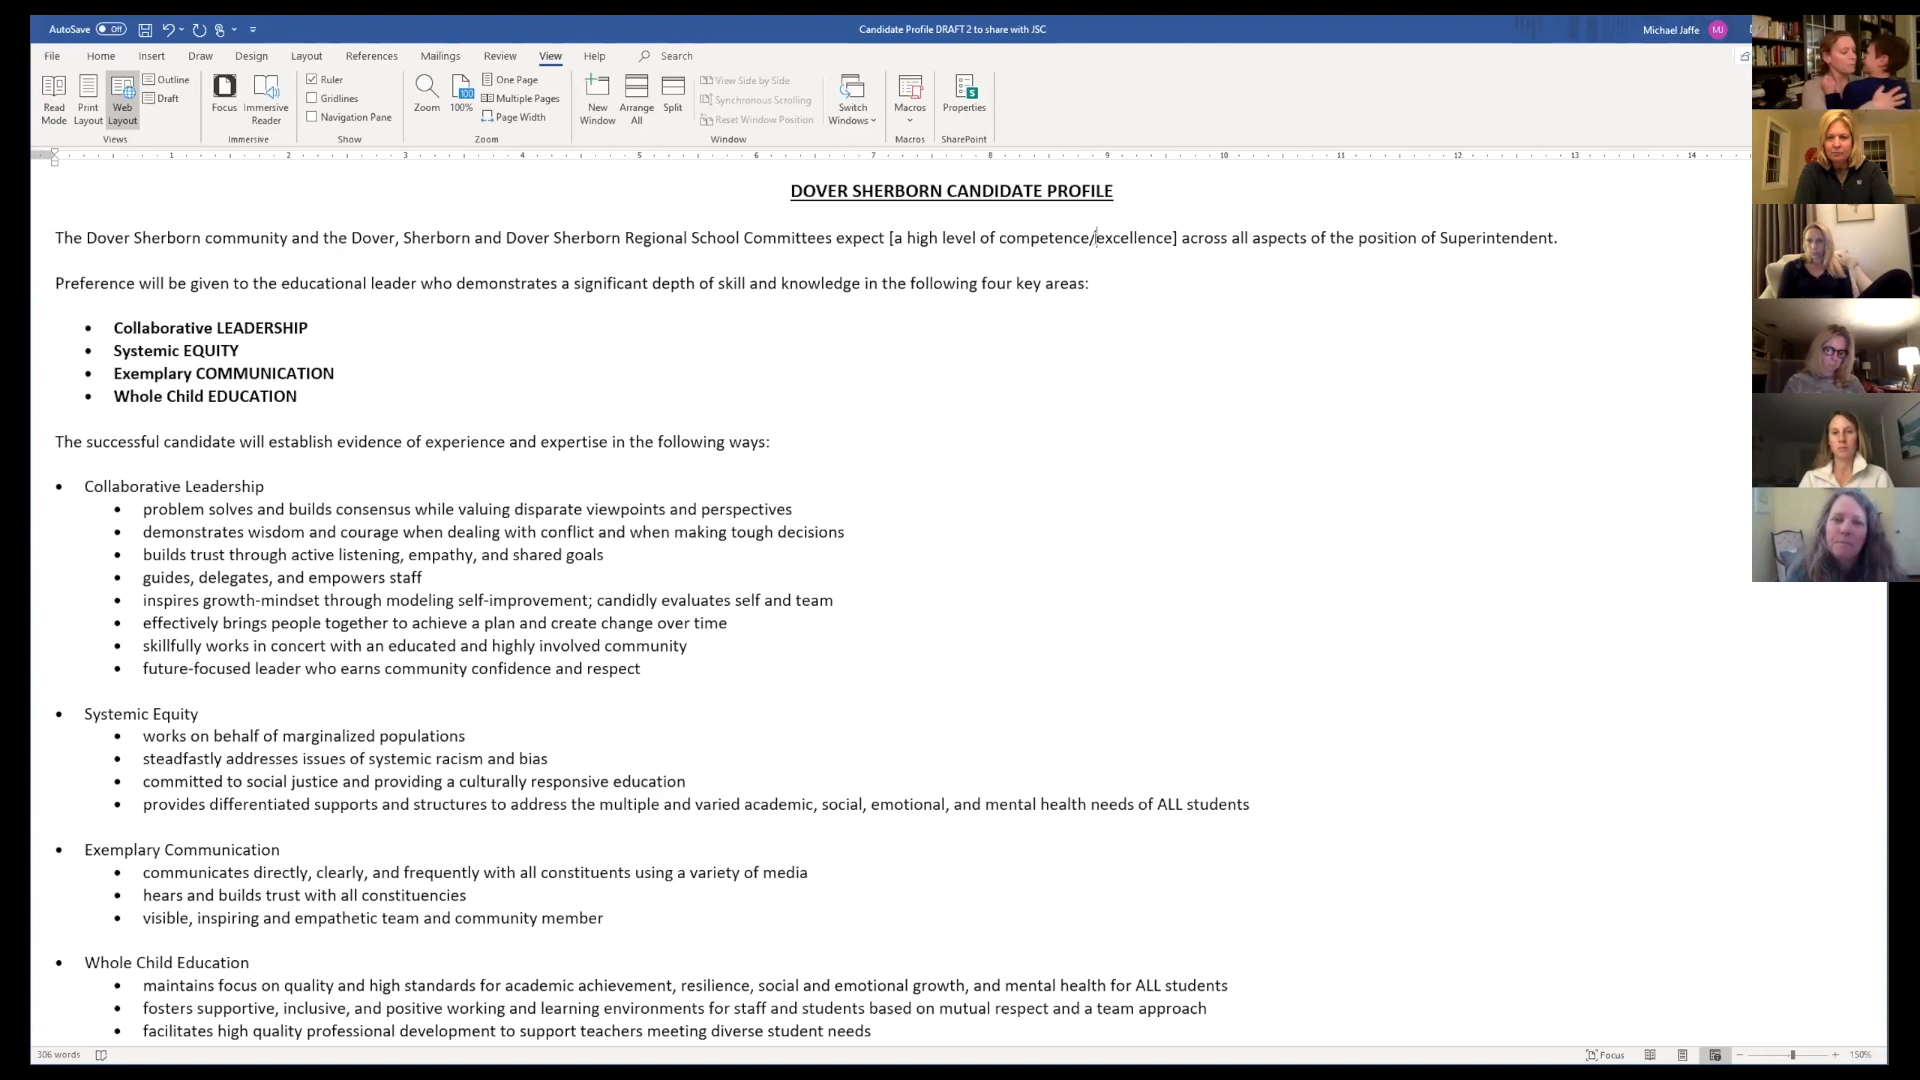 AutoSave Off
Candidate Profile DRAFT 2 to share with JSC
Michael Jaffe MJ
File Home Insert Draw Design Layout References Mailings Review View Help Search
Read Mode
Print Layout
Web Layout
Outline
Draft
Views
Focus
Immersive Reader
Immersive
Ruler
Gridlines
Navigation Pane
Show
Zoom
100%
One Page
Multiple Pages
Page Width
Zoom
New Window
Arrange All
Split
View Side by Side
Synchronous Scrolling
Reset Window Position
Switch Windows
Window
Macros
Macros
Properties
SharePoint
1 2 3 4 5 6 7 8 9 10 11 12 13 14
DOVER SHERBORN CANDIDATE PROFILE
The Dover Sherborn community and the Dover, Sherborn and Dover Sherborn Regional School Committees expect [a high level of competence/excellence] across all aspects of the position of Superintendent.
Preference will be given to the educational leader who demonstrates a significant depth of skill and knowledge in the following four key areas:
• Collaborative LEADERSHIP
• Systemic EQUITY
• Exemplary COMMUNICATION
• Whole Child EDUCATION
The successful candidate will establish evidence of experience and expertise in the following ways:
• Collaborative Leadership
• problem solves and builds consensus while valuing disparate viewpoints and perspectives
• demonstrates wisdom and courage when dealing with conflict and when making tough decisions
• builds trust through active listening, empathy, and shared goals
• guides, delegates, and empowers staff
• inspires growth-mindset through modeling self-improvement; candidly evaluates self and team
• effectively brings people together to achieve a plan and create change over time
• skillfully works in concert with an educated and highly involved community
• future-focused leader who earns community confidence and respect
• Systemic Equity
• works on behalf of marginalized populations
• steadfastly addresses issues of systemic racism and bias
• committed to social justice and providing a culturally responsive education
• provides differentiated supports and structures to address the multiple and varied academic, social, emotional, and mental health needs of ALL students
• Exemplary Communication
• communicates directly, clearly, and frequently with all constituents using a variety of media
• hears and builds trust with all constituencies
• visible, inspiring and empathetic team and community member
• Whole Child Education
• maintains focus on quality and high standards for academic achievement, resilience, social and emotional growth, and mental health for ALL students
• fosters supportive, inclusive, and positive working and learning environments for staff and students based on mutual respect and a team approach
• facilitates high quality professional development to support teachers meeting diverse student needs
306 words
Focus
150%